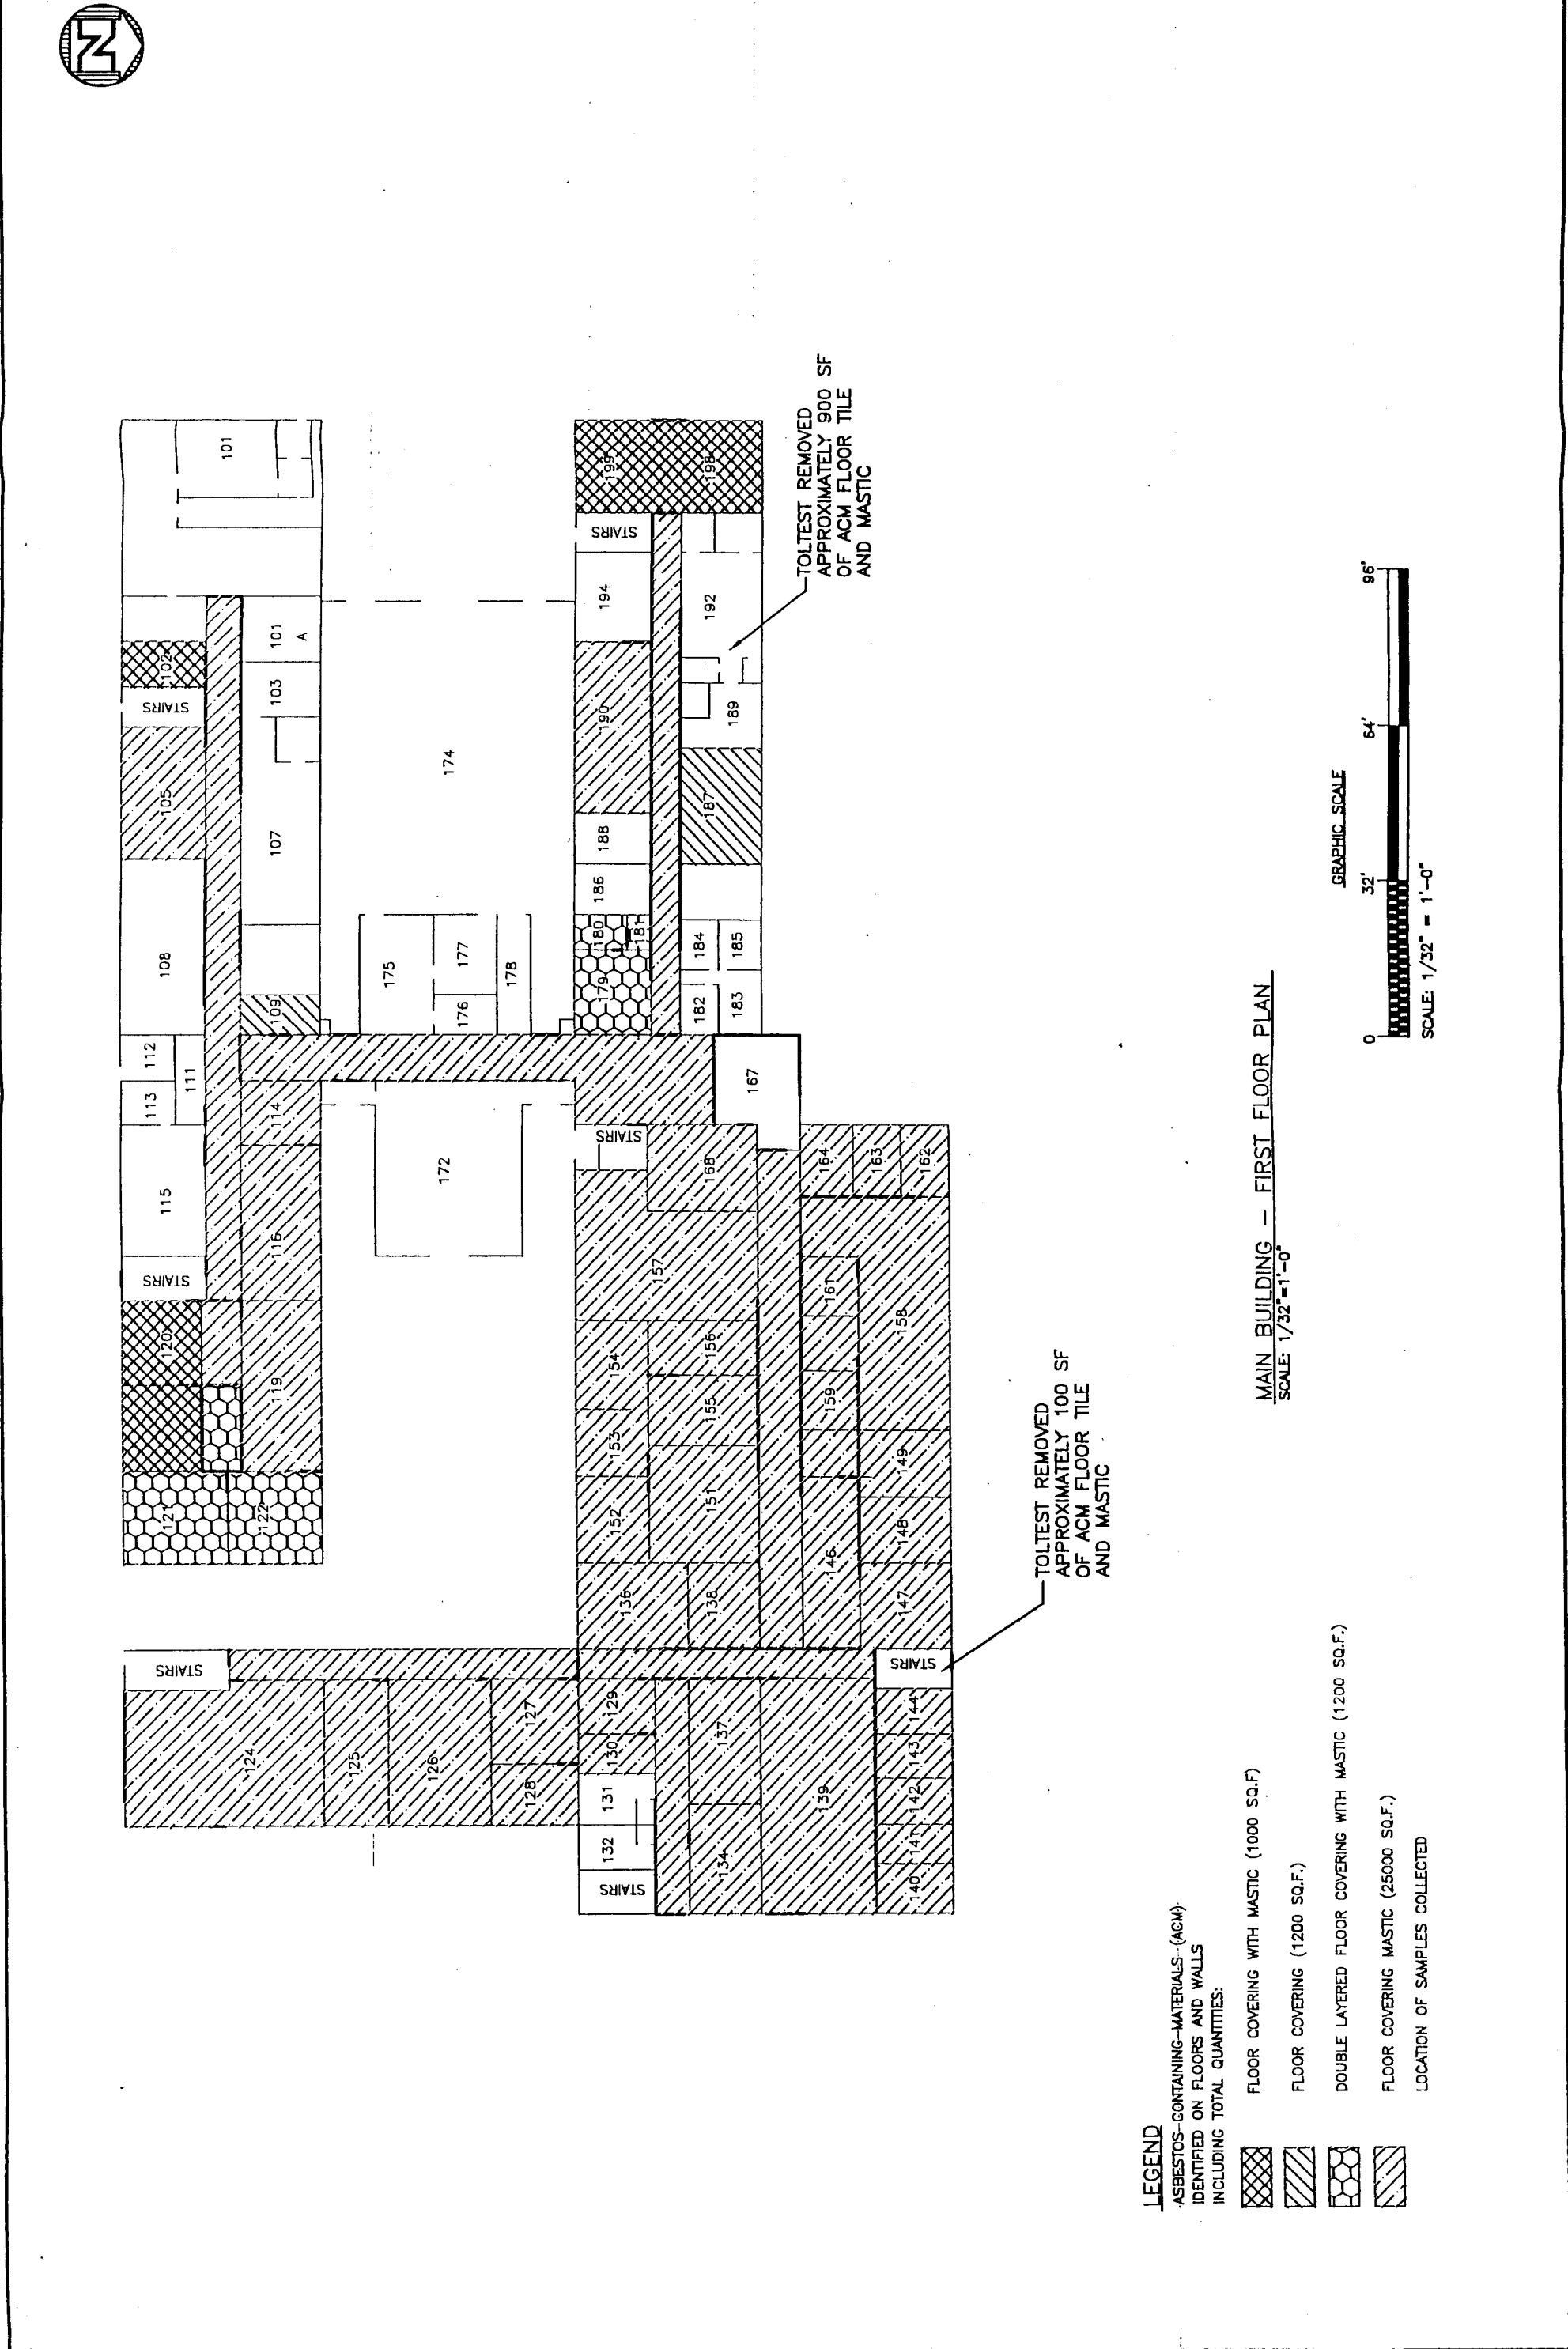 N
STAIRS
124
125
126
127
128
129
130
131
132
STAIRS
134
137
139
140
141
142
143
144
STAIRS
121
122
120
119
STAIRS
115
116
113
112
111
114
108
109
107
105
STAIRS
102
103
101
A
101
172
174
175
176
177
178
136
138
146
147
148
149
151
152
153
154
155
156
157
158
159
161
162
163
164
167
168
STAIRS
179
180
181
182
183
184
185
186
187
188
189
190
192
194
STAIRS
198
199
TOLTEST REMOVED
APPROXIMATELY 900 SF
OF ACM FLOOR TILE
AND MASTIC
TOLTEST REMOVED
APPROXIMATELY 100 SF
OF ACM FLOOR TILE
AND MASTIC
LEGEND
ASBESTOS-CONTAINING-MATERIALS (ACM)
IDENTIFIED ON FLOORS AND WALLS
INCLUDING TOTAL QUANTITIES:
FLOOR COVERING WITH MASTIC (1000 SQ.F)
FLOOR COVERING (1200 SQ.F.)
DOUBLE LAYERED FLOOR COVERING WITH MASTIC (1200 SQ.F.)
FLOOR COVERING MASTIC (25000 SQ.F.)
LOCATION OF SAMPLES COLLECTED
MAIN BUILDING - FIRST FLOOR PLAN
SCALE: 1/32"=1'-0"
GRAPHIC SCALE
0 32' 64' 96'
SCALE: 1/32" = 1'-0"